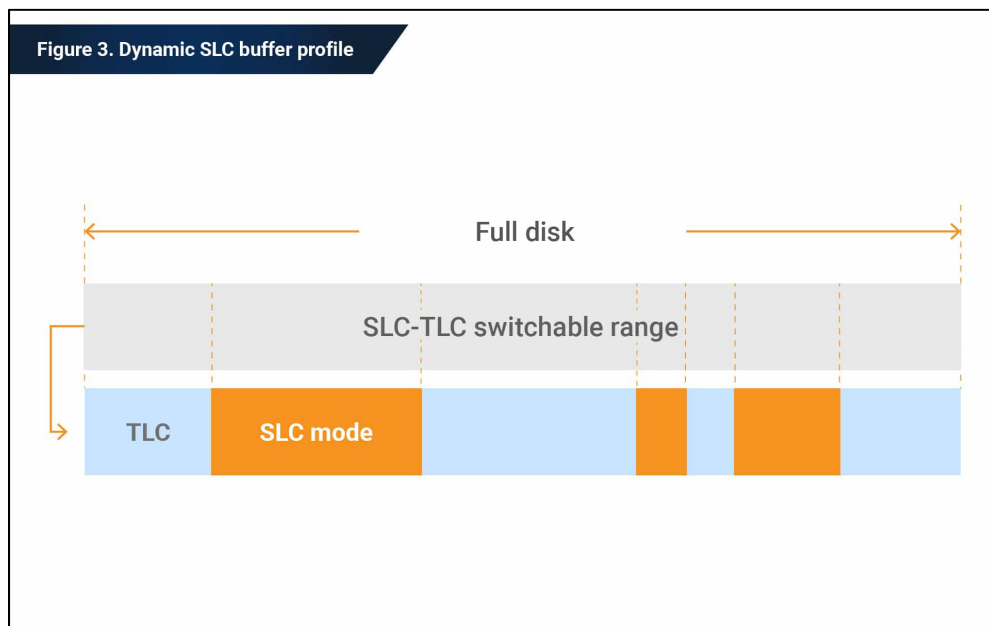 Figure 3. Dynamic SLC buffer profile
Full disk
SLC-TLC switchable range
TLC
SLC mode